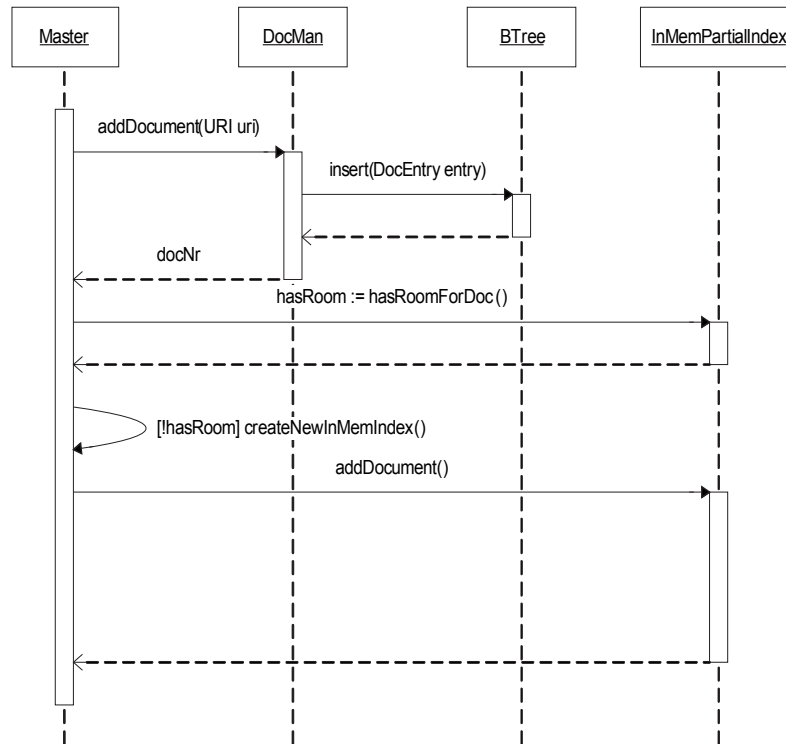 Master
DocMan
BTree
InMemPartialIndex
addDocument(URI uri)
insert(DocEntry entry)
docNr
hasRoom := hasRoomForDoc()
[!hasRoom] createNewInMemIndex()
addDocument()